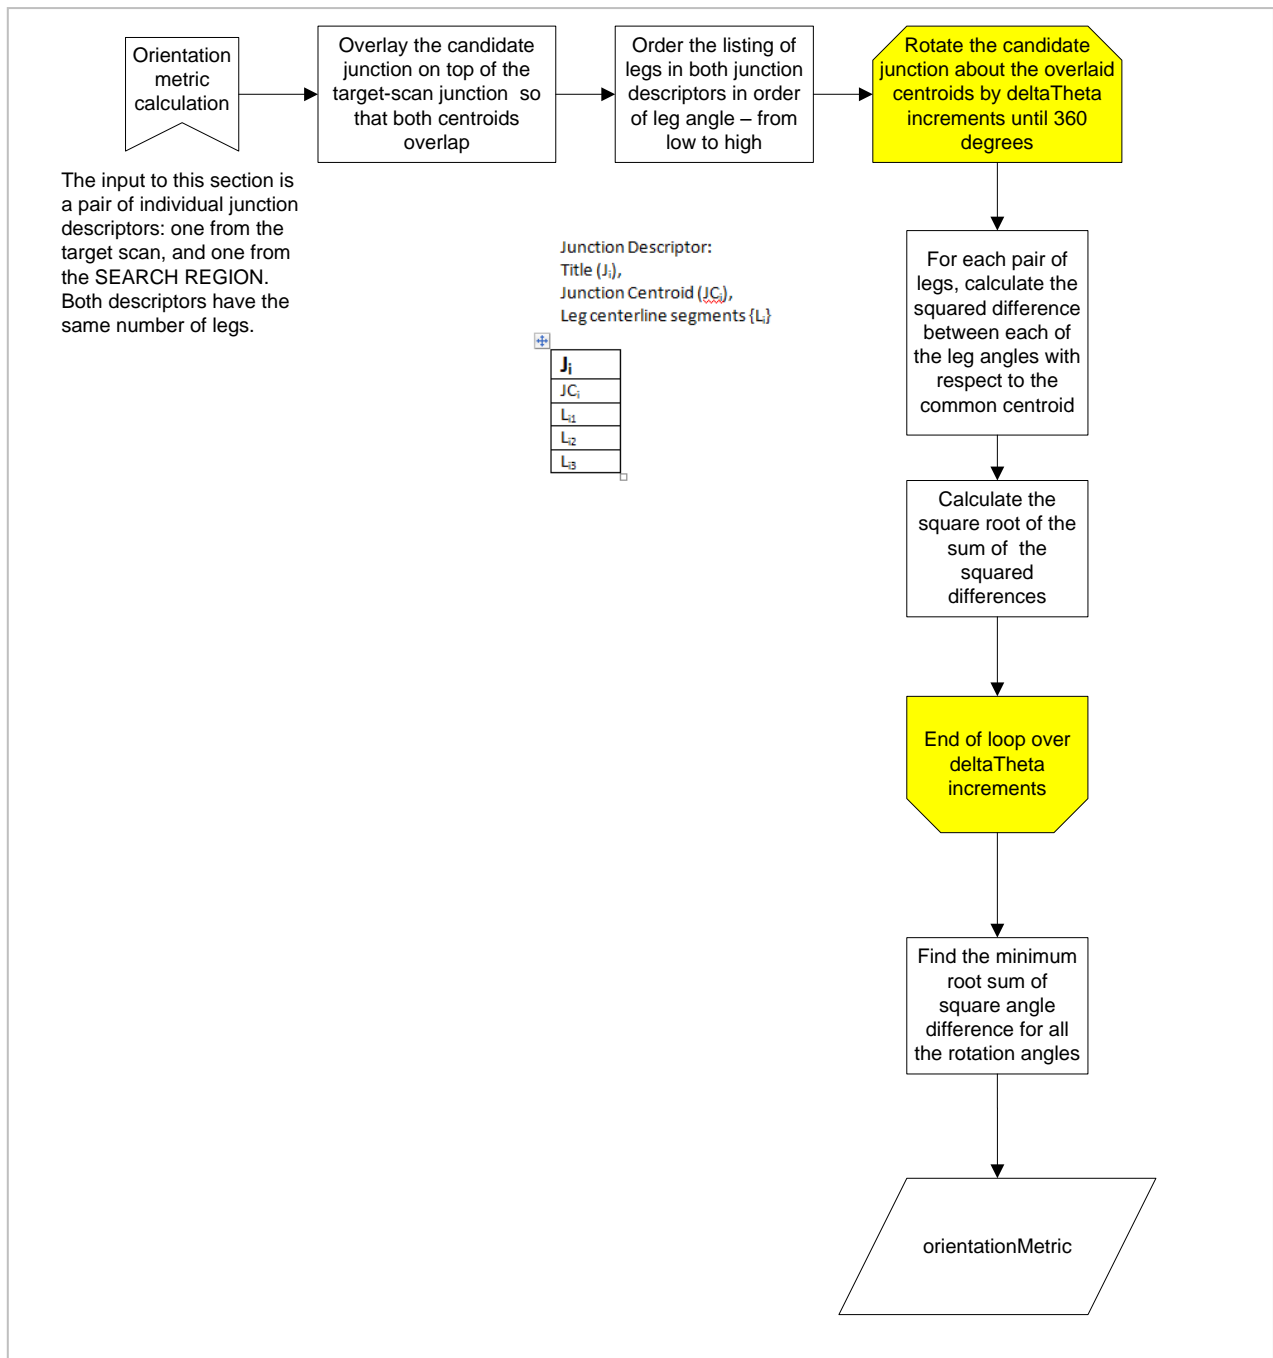 Orientation
metric
calculation
Overlay the candidate
junction on top of the
target-scan junction so
that both centroids
overlap
Order the listing of
legs in both junction
descriptors in order
of leg angle – from
low to high
Rotate the candidate
junction about the overlaid
centroids by deltaTheta
increments until 360
degrees
The input to this section is
a pair of individual junction
descriptors: one from the
target scan, and one from
the SEARCH REGION.
Both descriptors have the
same number of legs.
Junction Descriptor:
Title (Ji),
Junction Centroid (JCi),
Leg centerline segments {Li}
Ji
JCi
Li1
Li2
Li3
For each pair of
legs, calculate the
squared difference
between each of
the leg angles with
respect to the
common centroid
Calculate the
square root of the
sum of the
squared
differences
End of loop over
deltaTheta
increments
Find the minimum
root sum of
square angle
difference for all
the rotation angles
orientationMetric